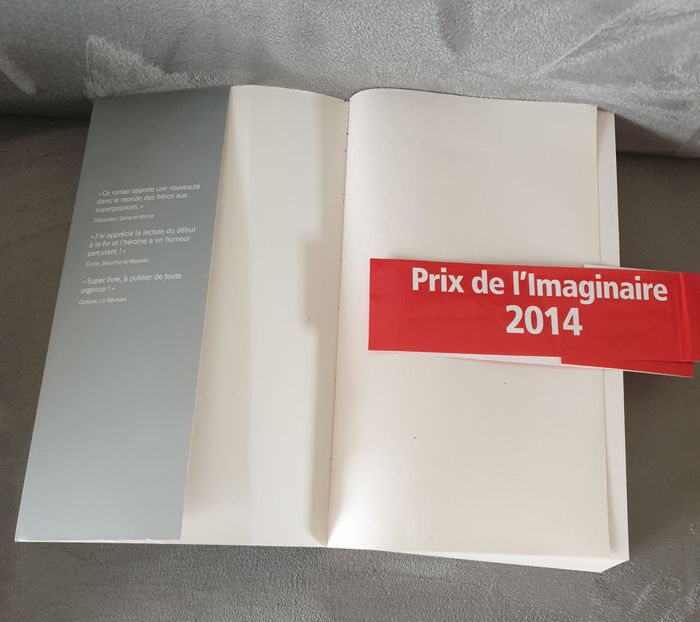 « Ce roman apporte une nouveauté
dans le monde des héros aux
superpouvoirs. »
Sébastien, Seine-et-Marne
« J'ai apprécié la lecture du début
à la fin et l'héroïne a un humour
percutant ! »
Émilie, Meurthe-et-Moselle
« Super livre, à publier de toute
urgence ! »
Océane, La Réunion
Prix de l'Imaginaire
2014